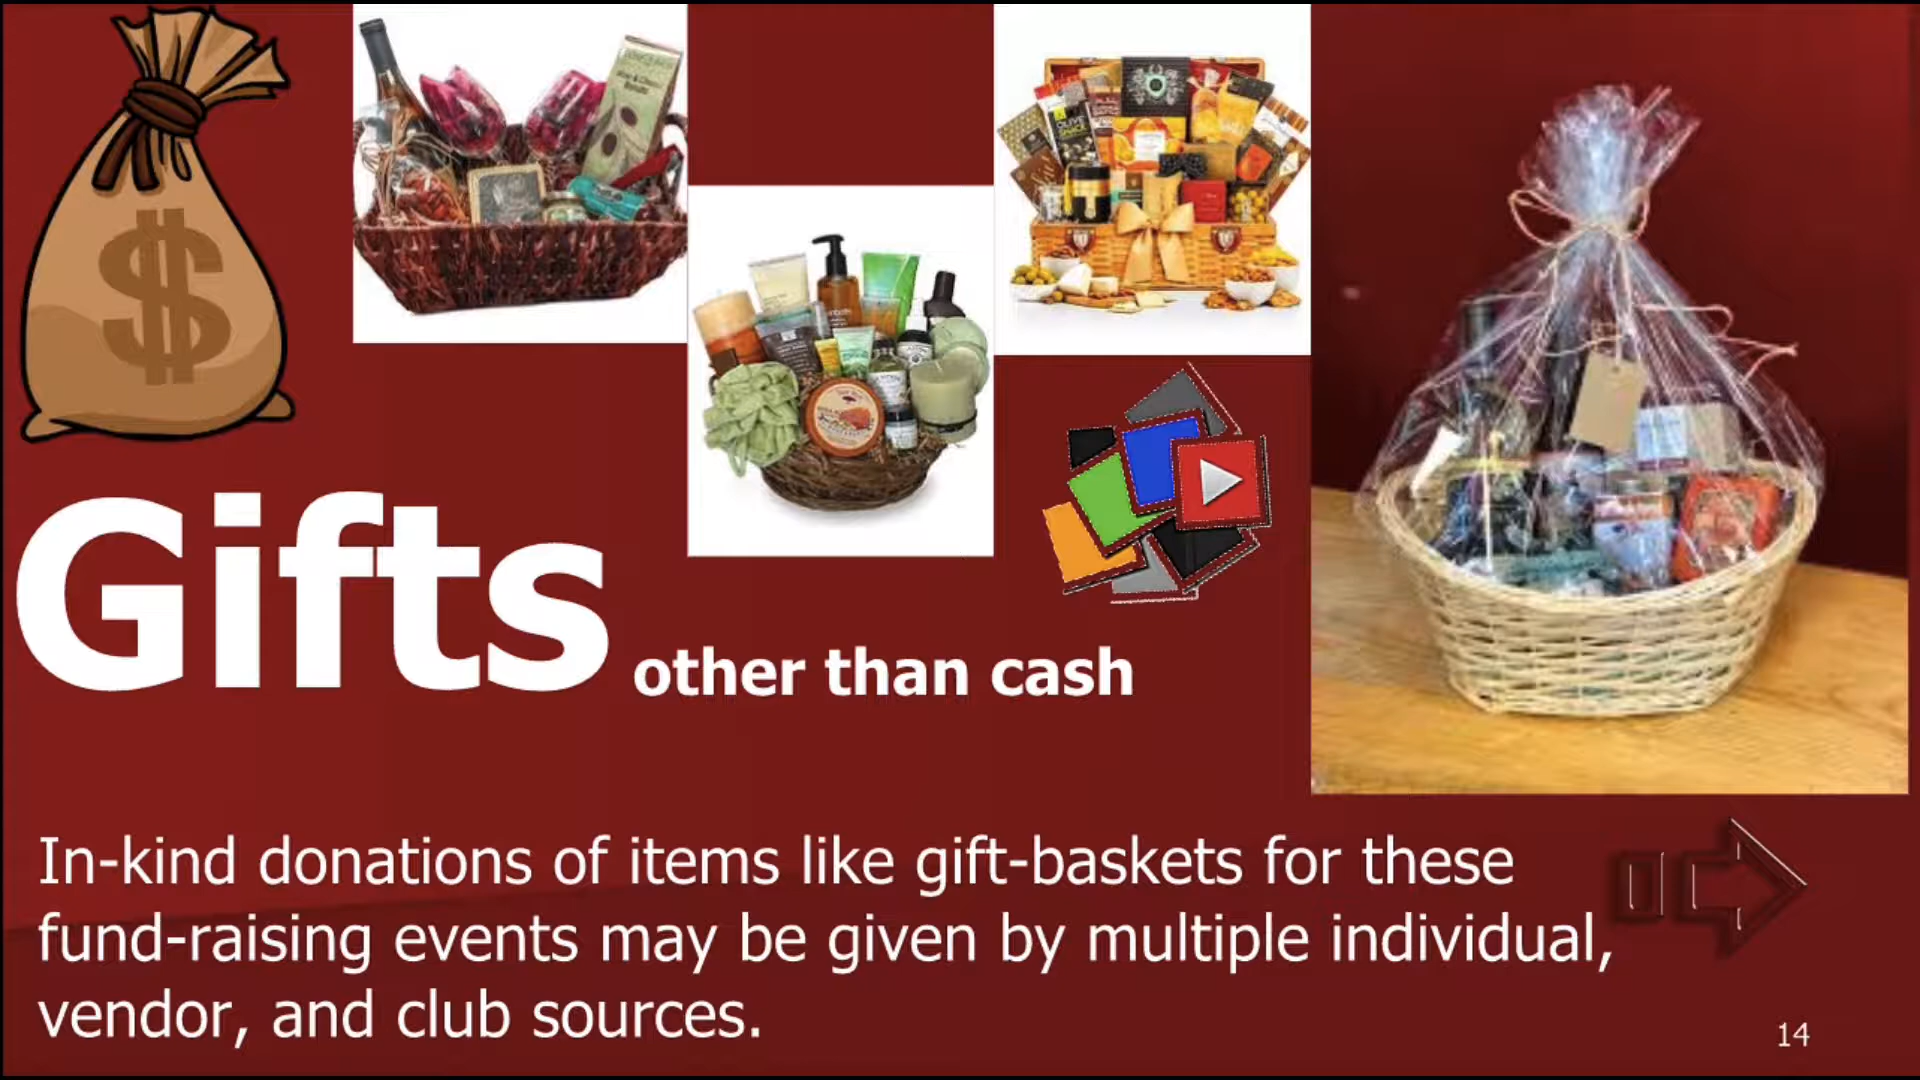 $
OLIVE
Gifts other than cash
In-kind donations of items like gift-baskets for these
fund-raising events may be given by multiple individual,
vendor, and club sources.
14